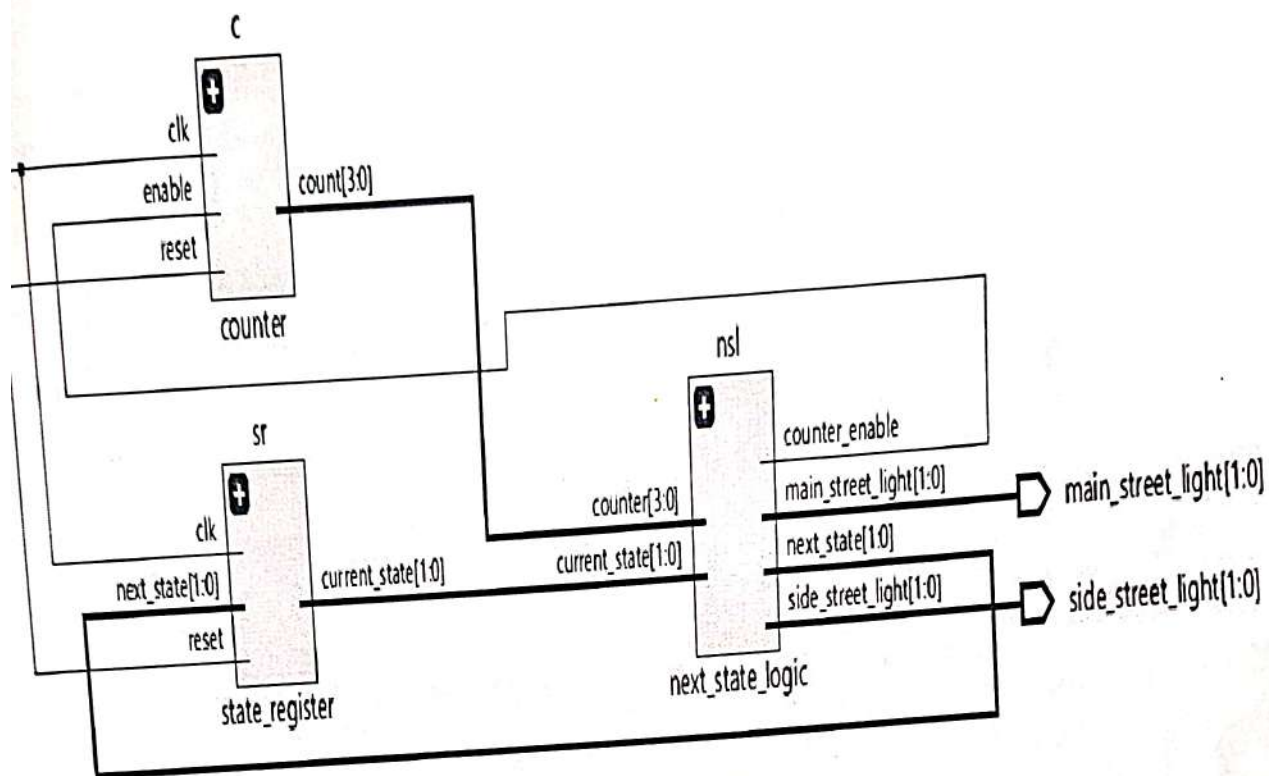 C
clk
enable
reset
count[3:0]
counter
nsl
counter_enable
main_street_light[1:0]
main_street_light[1:0]
counter[3:0]
next_state[1:0]
current_state[1:0]
side_street_light[1:0]
side_street_light[1:0]
next_state_logic
sr
clk
next_state[1:0]
current_state[1:0]
reset
state_register